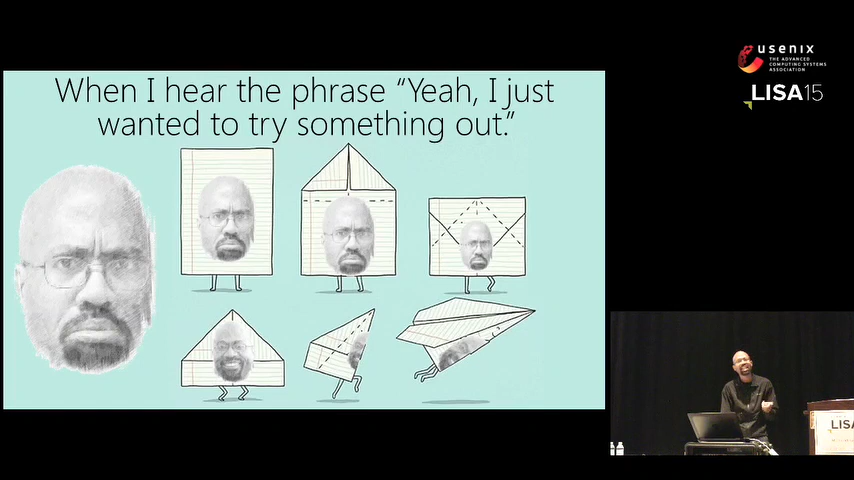 When I hear the phrase “Yeah, I just
wanted to try something out.”
usenix
THE ADVANCED
COMPUTING SYSTEMS
ASSOCIATION
LISA15
LISA